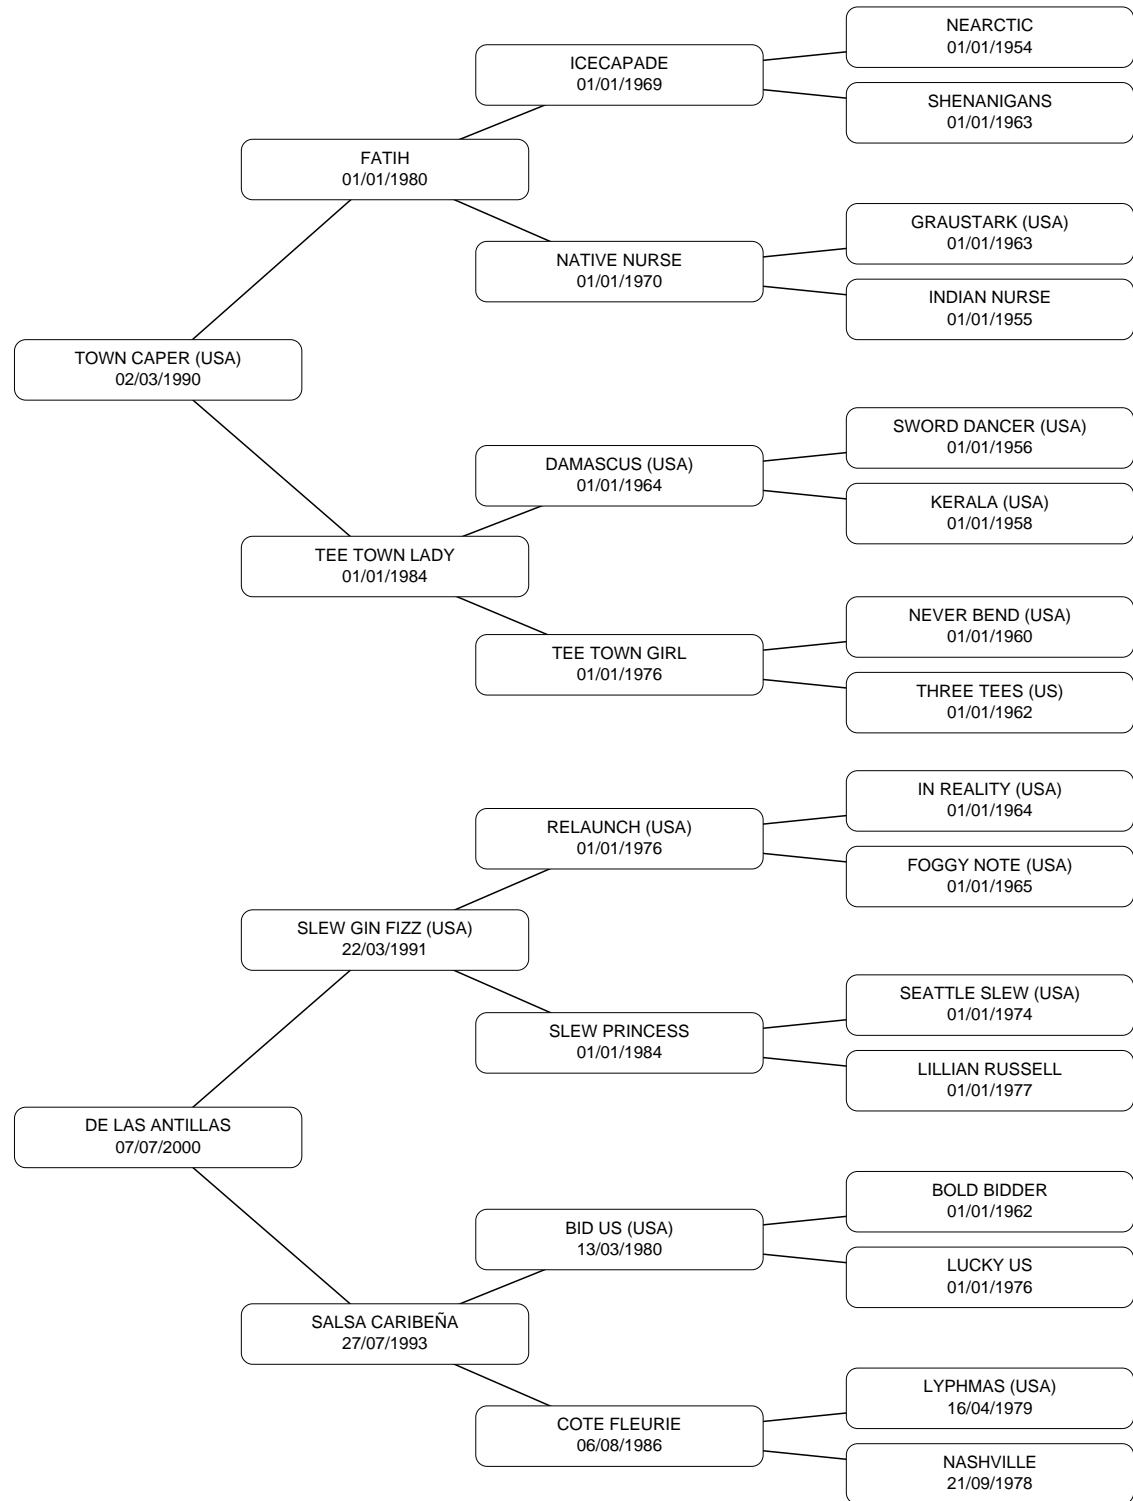 NEARCTIC
01/01/1954
ICECAPADE
01/01/1969
SHENANIGANS
01/01/1963
FATIH
01/01/1980
GRAUSTARK (USA)
01/01/1963
NATIVE NURSE
01/01/1970
INDIAN NURSE
01/01/1955
TOWN CAPER (USA)
02/03/1990
SWORD DANCER (USA)
01/01/1956
DAMASCUS (USA)
01/01/1964
KERALA (USA)
01/01/1958
TEE TOWN LADY
01/01/1984
NEVER BEND (USA)
01/01/1960
TEE TOWN GIRL
01/01/1976
THREE TEES (US)
01/01/1962
IN REALITY (USA)
01/01/1964
RELAUNCH (USA)
01/01/1976
FOGGY NOTE (USA)
01/01/1965
SLEW GIN FIZZ (USA)
22/03/1991
SEATTLE SLEW (USA)
01/01/1974
SLEW PRINCESS
01/01/1984
LILLIAN RUSSELL
01/01/1977
DE LAS ANTILLAS
07/07/2000
BOLD BIDDER
01/01/1962
BID US (USA)
13/03/1980
LUCKY US
01/01/1976
SALSA CARIBEÑA
27/07/1993
LYPHMAS (USA)
16/04/1979
COTE FLEURIE
06/08/1986
NASHVILLE
21/09/1978